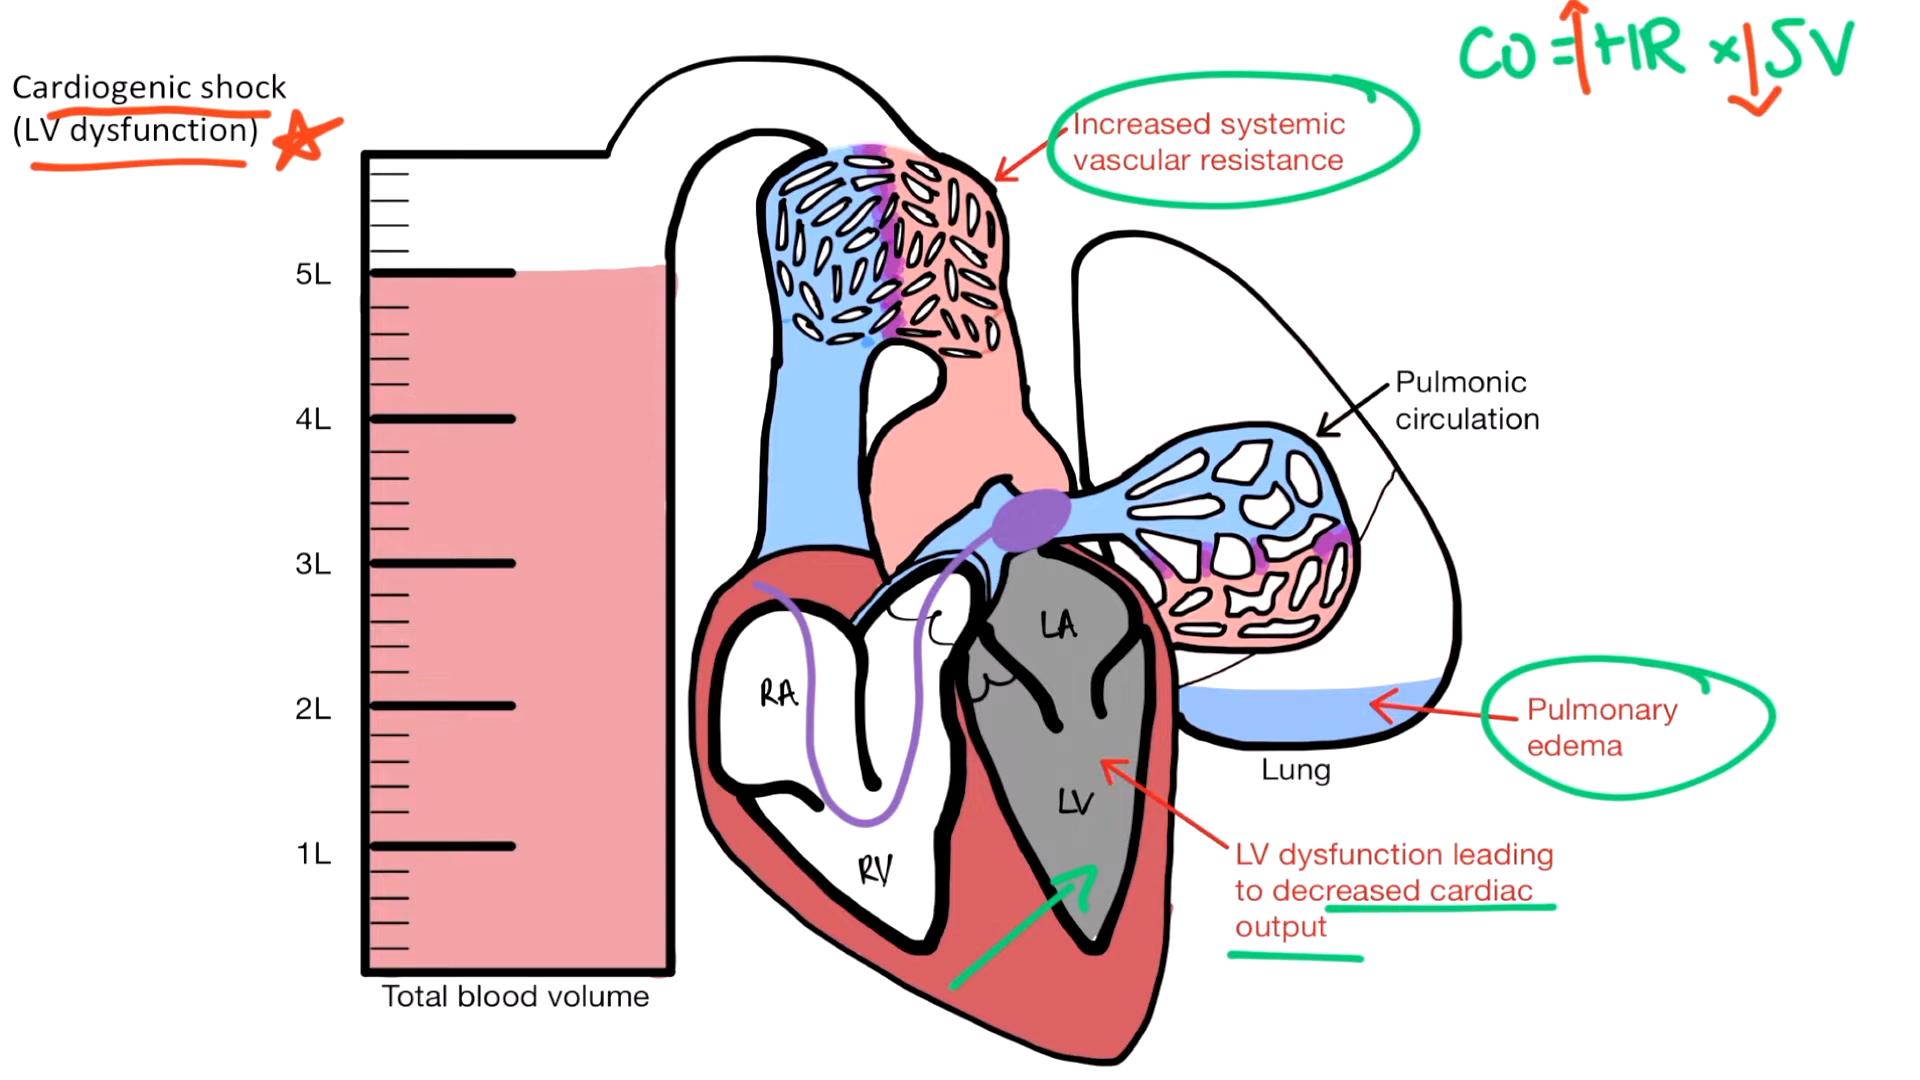 Cardiogenic shock
(LV dysfunction)
CO = HR × SV
Increased systemic
vascular resistance
5L
4L
3L
2L
1L
Total blood volume
Pulmonic
circulation
LA
RA
LV
RV
Pulmonary
edema
Lung
LV dysfunction leading
to decreased cardiac
output